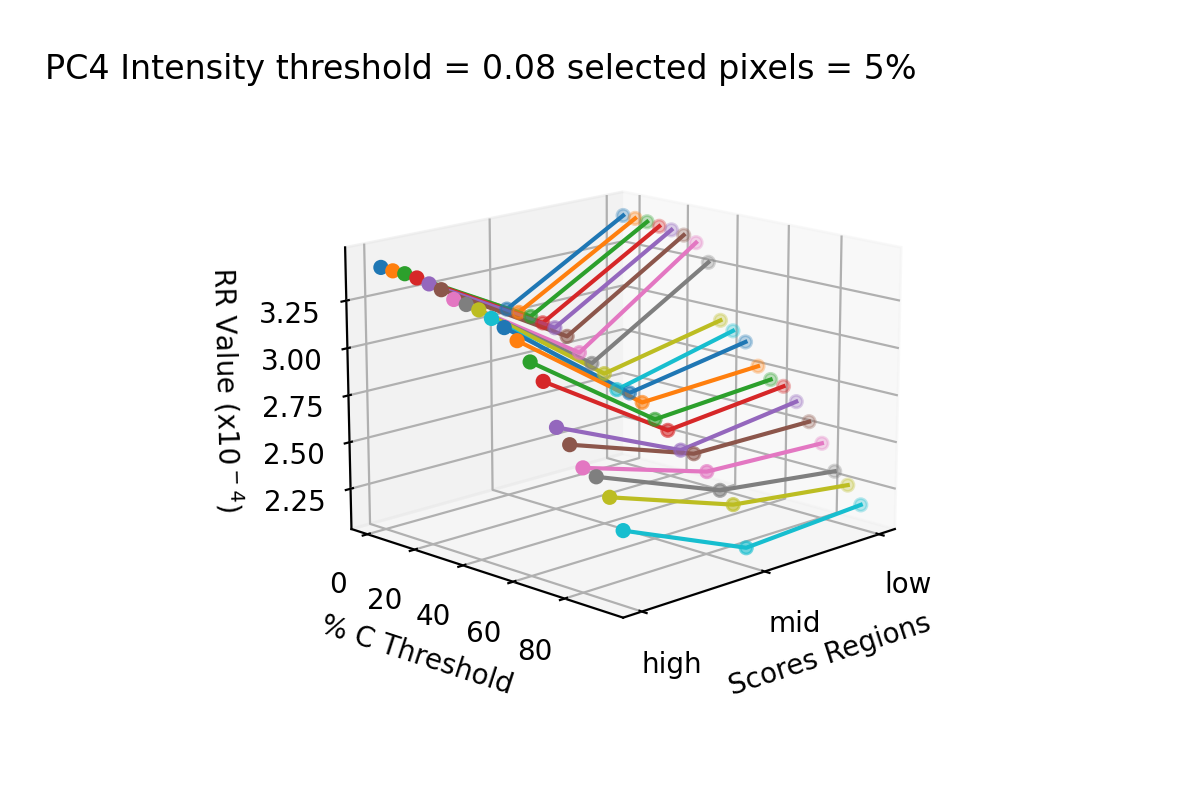 PC4 Intensity threshold = 0.08 selected pixels = 5%
RR Value (x10⁻⁴)
3.25
3.00
2.75
2.50
2.25
0
20
40
60
80
% C Threshold
high
mid
low
Scores Regions